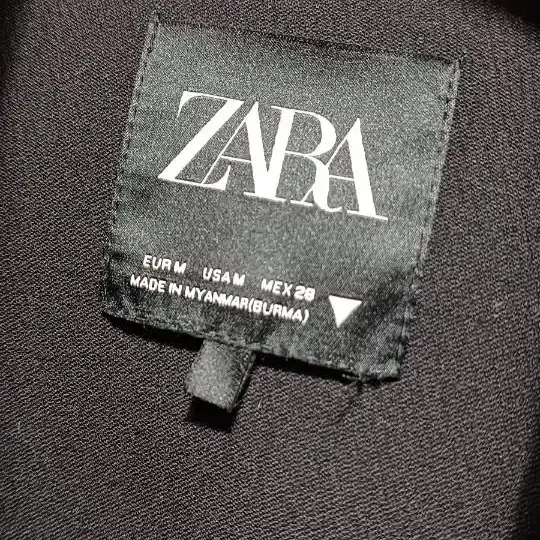 ZARA
EUR M USA M MEX 28
MADE IN MYANMAR(BURMA)